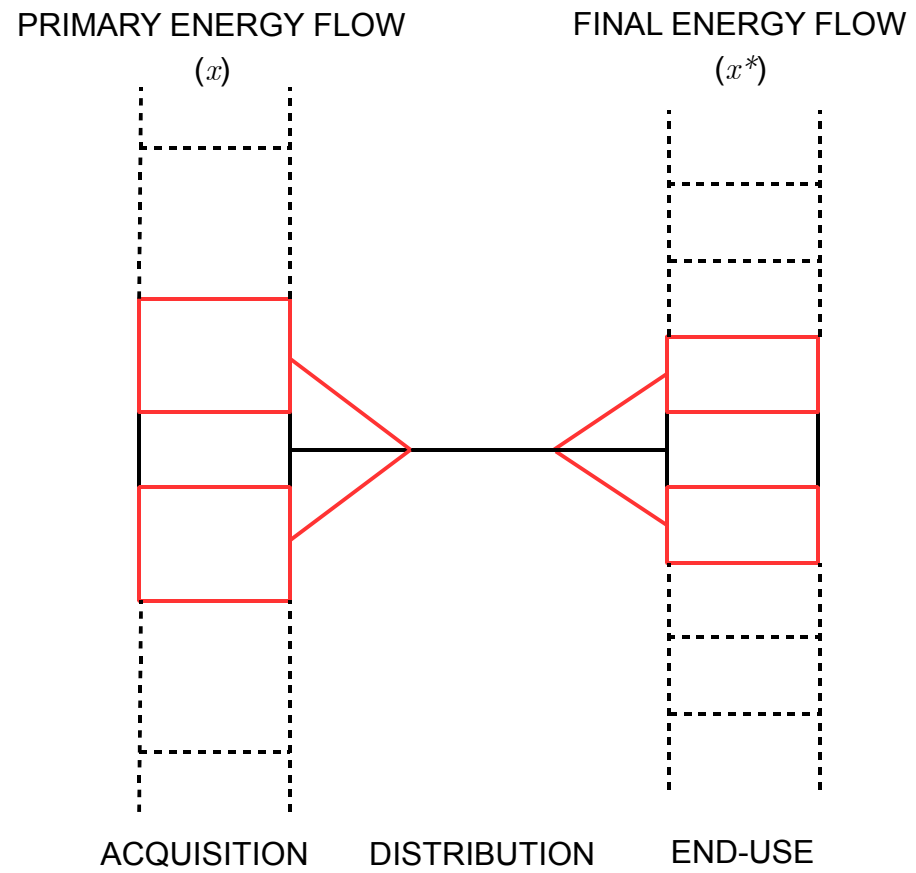 PRIMARY ENERGY FLOW
(x)
FINAL ENERGY FLOW
(x*)
ACQUISITION
DISTRIBUTION
END-USE